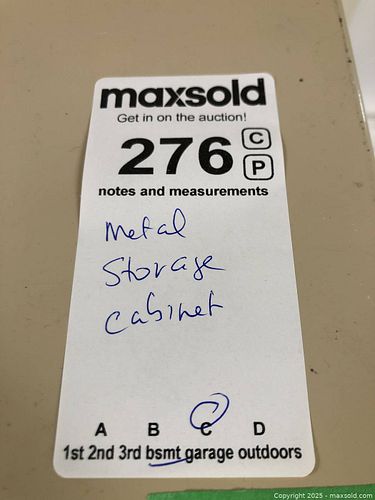 maxsold
Get in on the auction!
276 C
P
notes and measurements
Metal
Storage
Cabinet
A B C D
1st 2nd 3rd bsmt garage outdoors
Copyright 2025 - maxsold.com